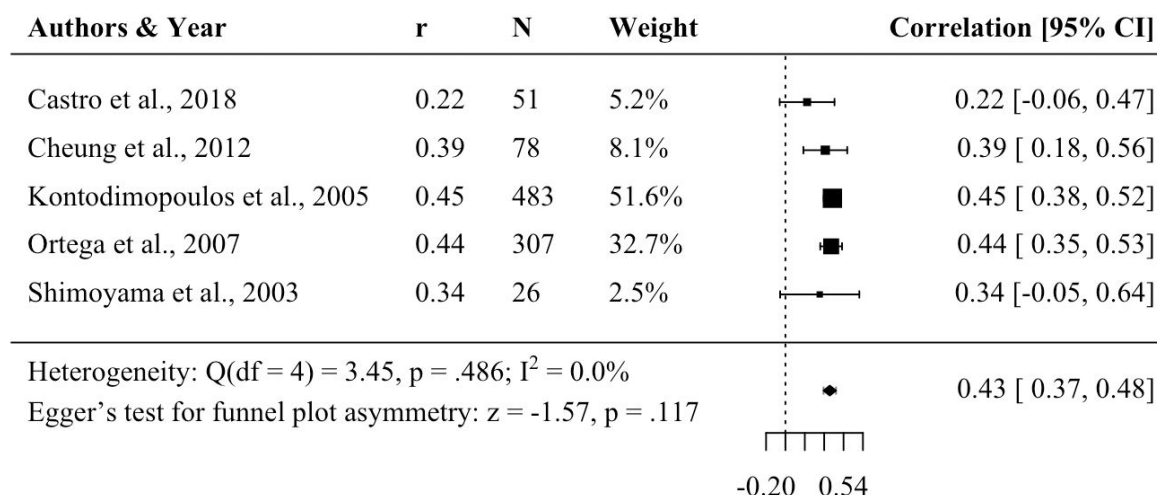 Authors & Year r N Weight Correlation [95% CI]
Castro et al., 2018 0.22 51 5.2% 0.22 [-0.06, 0.47]
Cheung et al., 2012 0.39 78 8.1% 0.39 [ 0.18, 0.56]
Kontodimopoulos et al., 2005 0.45 483 51.6% 0.45 [ 0.38, 0.52]
Ortega et al., 2007 0.44 307 32.7% 0.44 [ 0.35, 0.53]
Shimoyama et al., 2003 0.34 26 2.5% 0.34 [-0.05, 0.64]
Heterogeneity: Q(df = 4) = 3.45, p = .486; I² = 0.0%
0.43 [ 0.37, 0.48]
Egger’s test for funnel plot asymmetry: z = -1.57, p = .117
-0.20 0.54